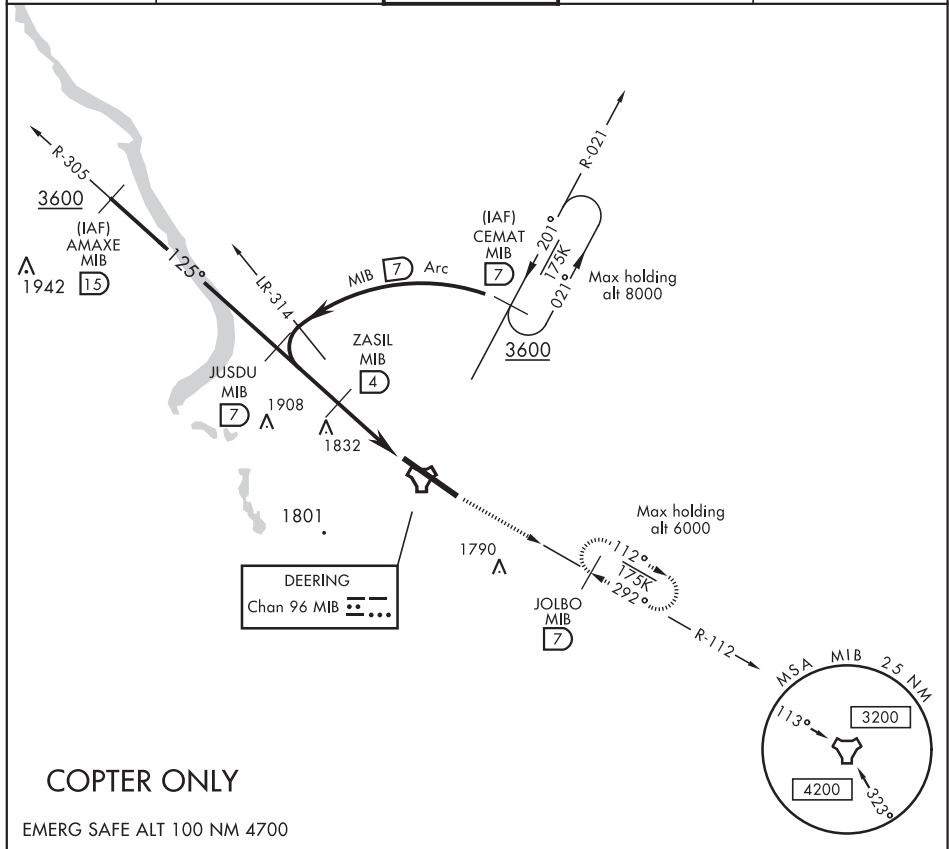 R-305
3600
(IAF)
AMAXE
MIB
15
1942
125°
LR-314
MIB 7 Arc
(IAF)
CEMAT
MIB
7
R-021
201°
175K
021°
Max holding
alt 8000
3600
JUSDU
MIB
7
1908
ZASIL
MIB
4
1832
1801
1790
DEERING
Chan 96 MIB
Max holding
alt 6000
112°
175K
292°
JOLBO
MIB
7
R-112
MSA MIB 25 NM
113°
3200
4200
323°
COPTER ONLY
EMERG SAFE ALT 100 NM 4700